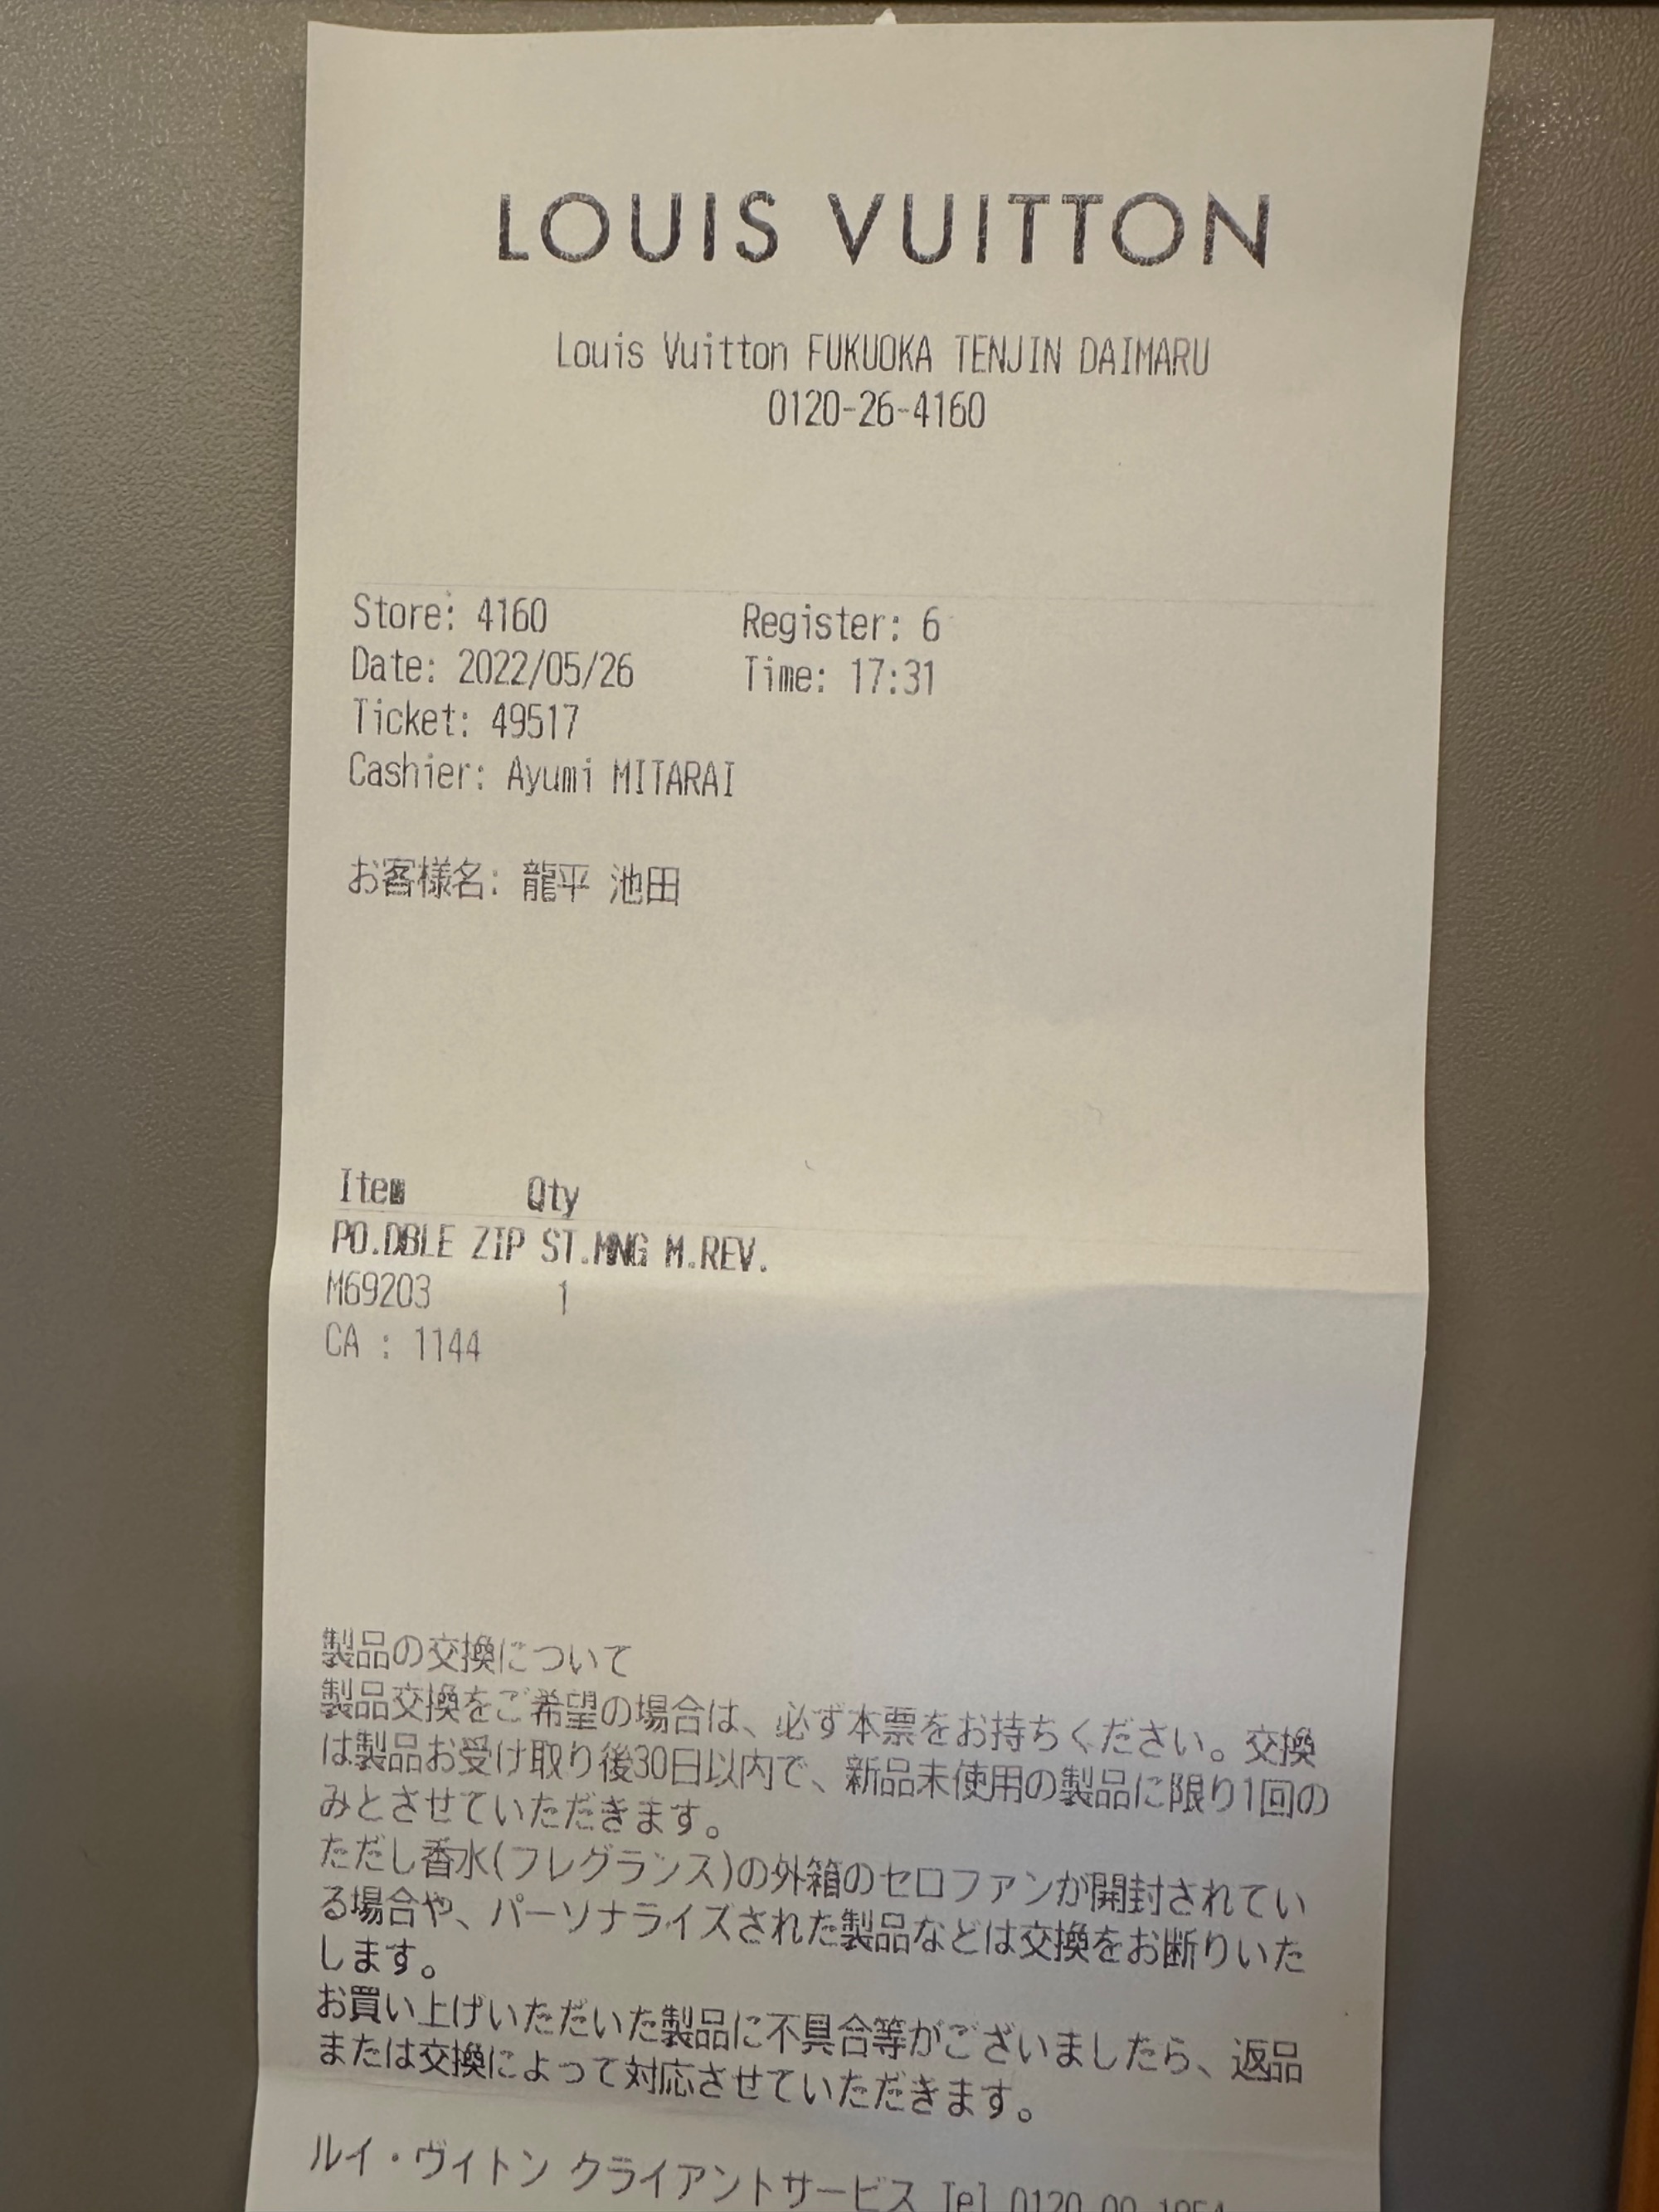 LOUIS VUITTON
Louis Vuitton FUKUOKA TENJIN DAIMARU
0120-26-4160
Store: 4160 Register: 6
Date: 2022/05/26 Time: 17:31
Ticket: 49517
Cashier: Ayumi MITARAI
お客様名: 龍平 池田
Item Qty
PO.DBLE ZIP ST.MNG M.REV.
M69203 1
CA : 1144
製品の交換について
製品交換をご希望の場合は、必ず本票をお持ちください。交換
は製品お受け取り後30日以内で、新品未使用の製品に限り1回の
みとさせていただきます。
ただし香水(フレグランス)の外箱のセロファンが開封されてい
る場合や、パーソナライズされた製品などは交換をお断りいた
します。
お買い上げいただいた製品に不具合等がございましたら、返品
または交換によって対応させていただきます。
ルイ・ヴィトン クライアントサービス Tel 0120